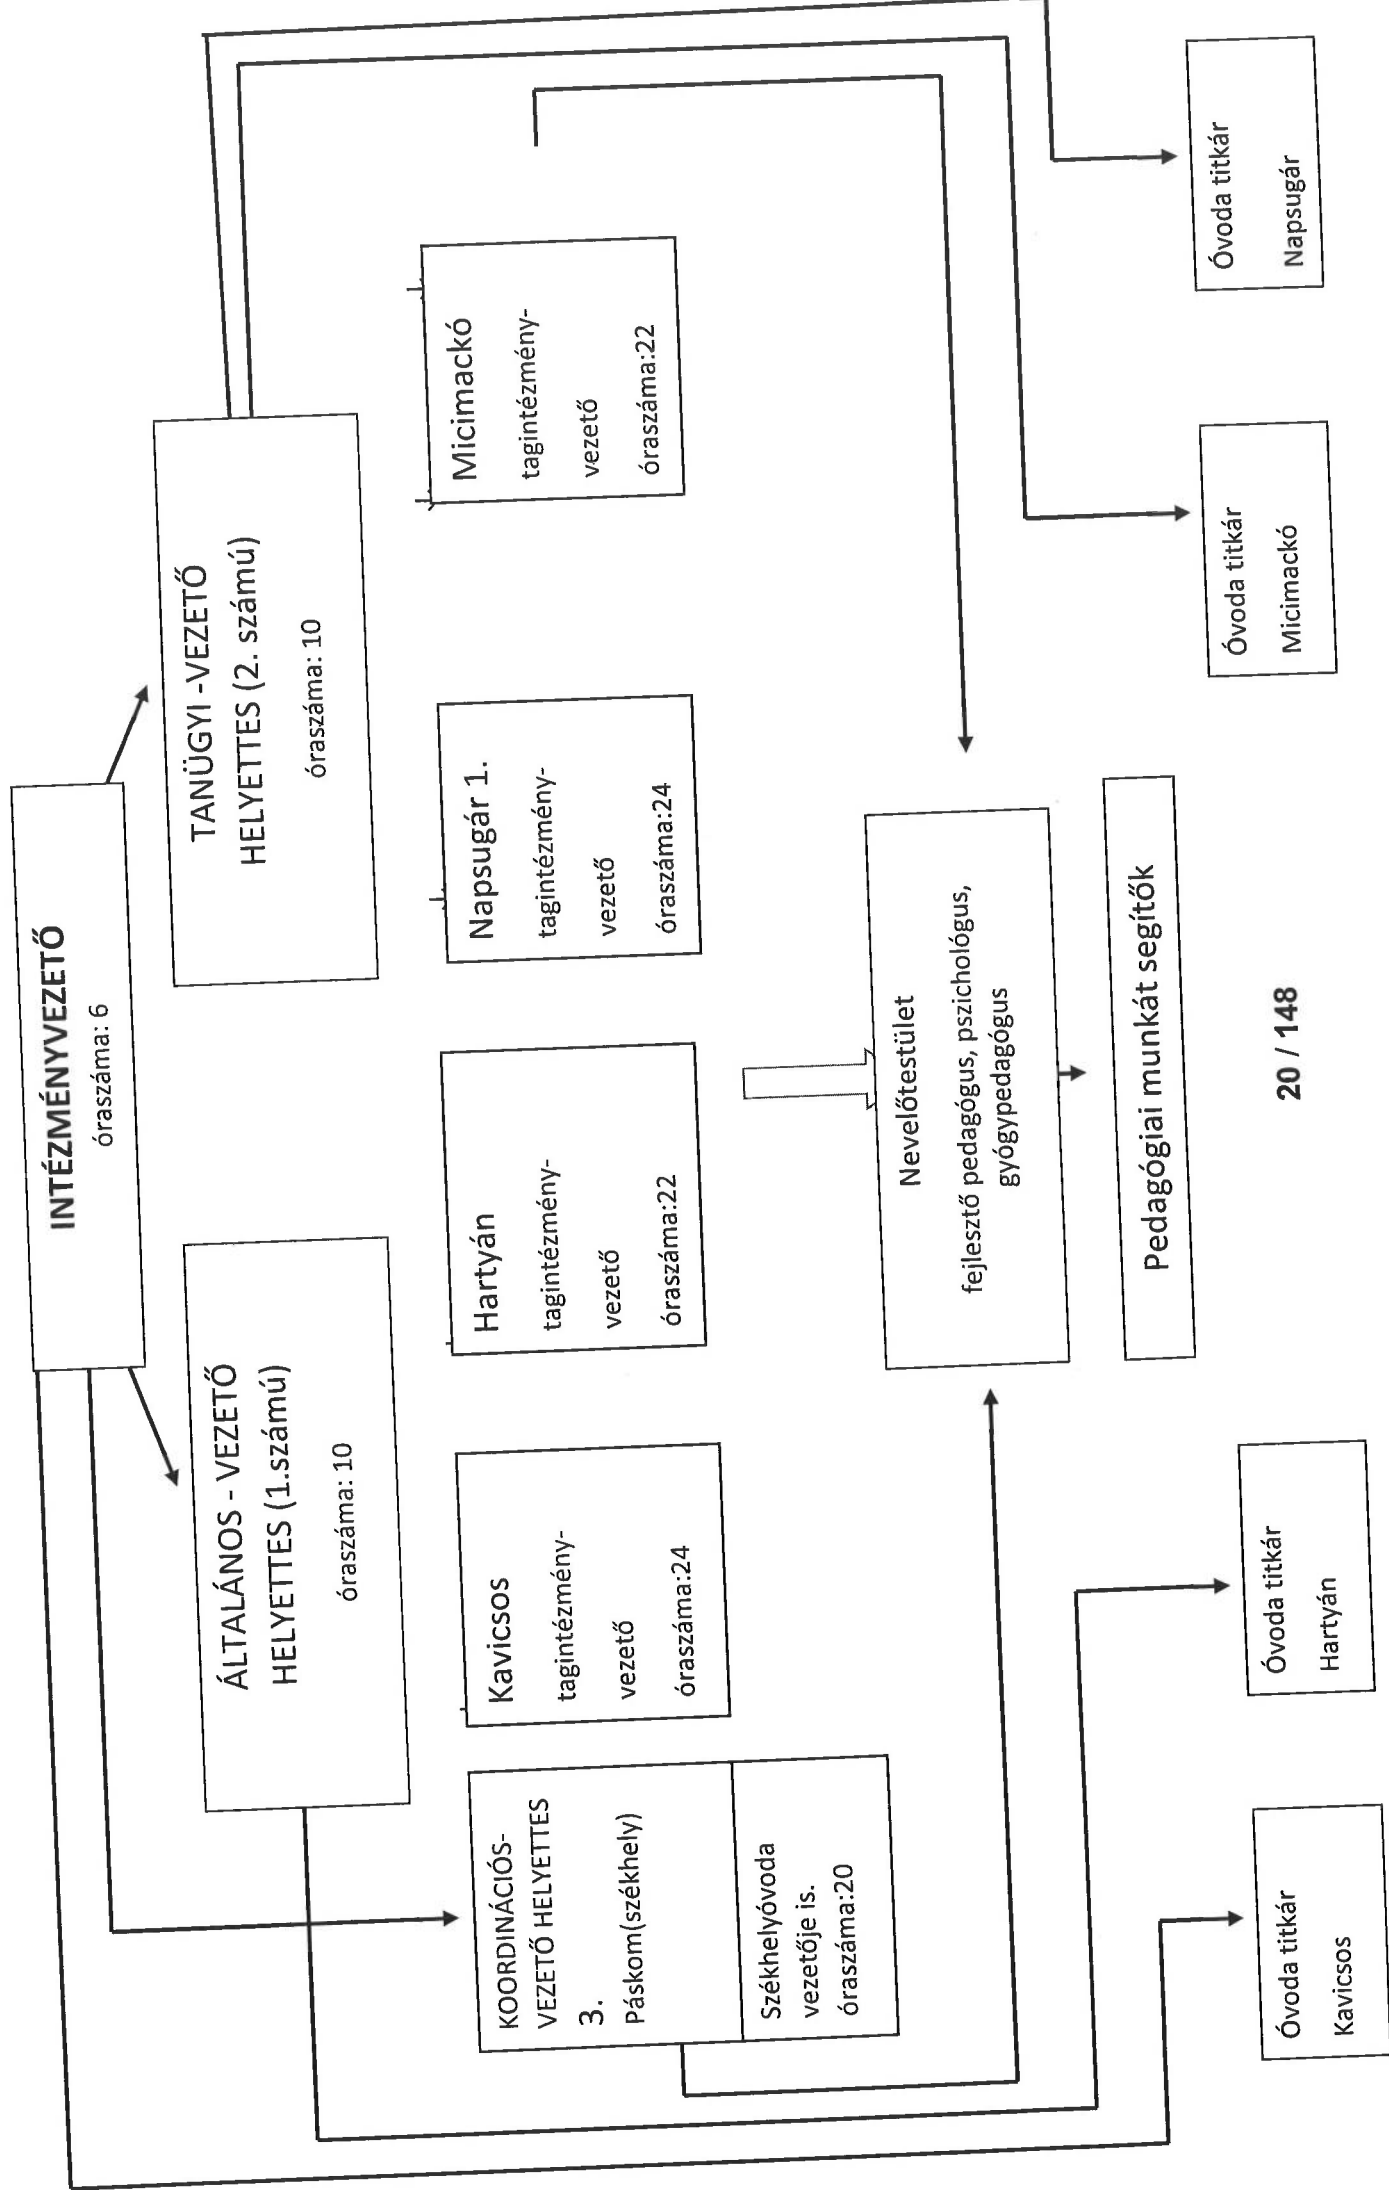 INTÉZMÉNYVEZETŐ
óraszáma: 6
ÁLTALÁNOS - VEZETŐ
HELYETTES (1.számú)
óraszáma: 10
TANÜGYI -VEZETŐ
HELYETTES (2. számú)
óraszáma: 10
KOORDINÁCIÓS-
VEZETŐ HELYETTES
3.
Páskom(székhely)
Székhelyóvoda
vezetője is.
óraszáma:20
Kavicsos
tagintézmény-
vezető
óraszáma:24
Hartyán
tagintézmény-
vezető
óraszáma:22
Napsugár 1.
tagintézmény-
vezető
óraszáma:24
Micimackó
tagintézmény-
vezető
óraszáma:22
Nevelőtestület
fejlesztő pedagógus, pszichológus,
gyógypedagógus
Pedagógiai munkát segítők
Óvoda titkár
Kavicsos
Óvoda titkár
Hartyán
Óvoda titkár
Micimackó
Óvoda titkár
Napsugár
20 / 148